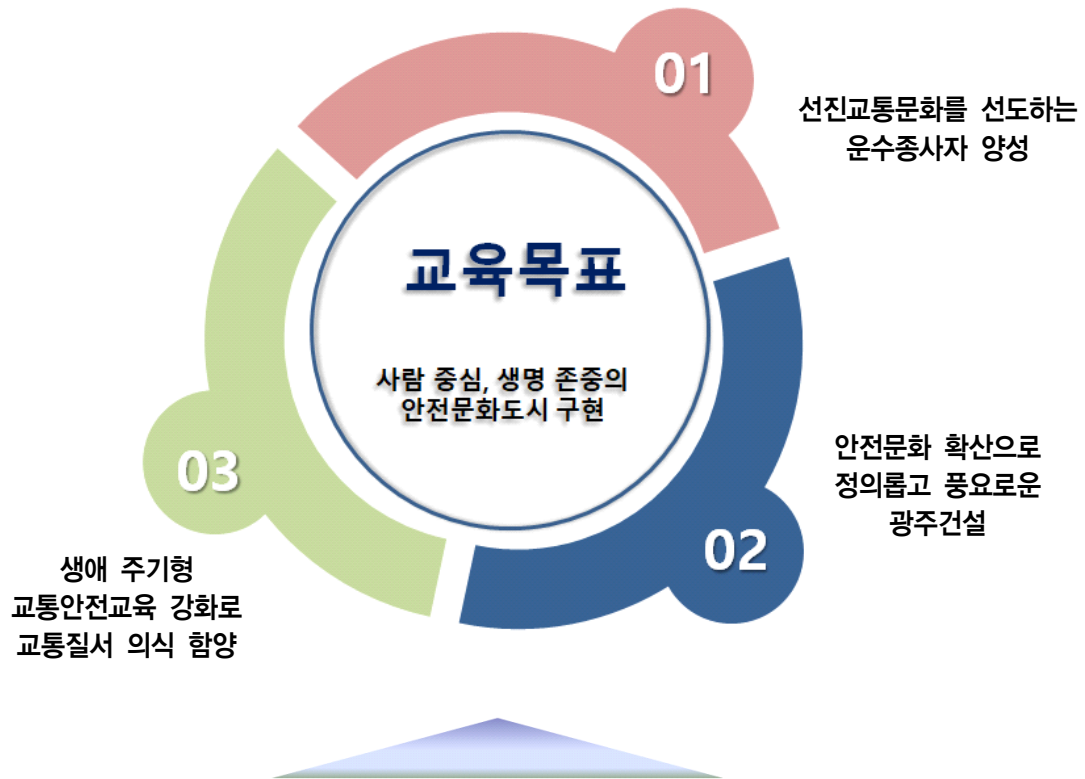 01
선진교통문화를 선도하는
운수종사자 양성
교육목표
사람 중심, 생명 존중의
안전문화도시 구현
안전문화 확산으로
정의롭고 풍요로운
광주건설
02
03
생애 주기형
교통안전교육 강화로
교통질서 의식 함양